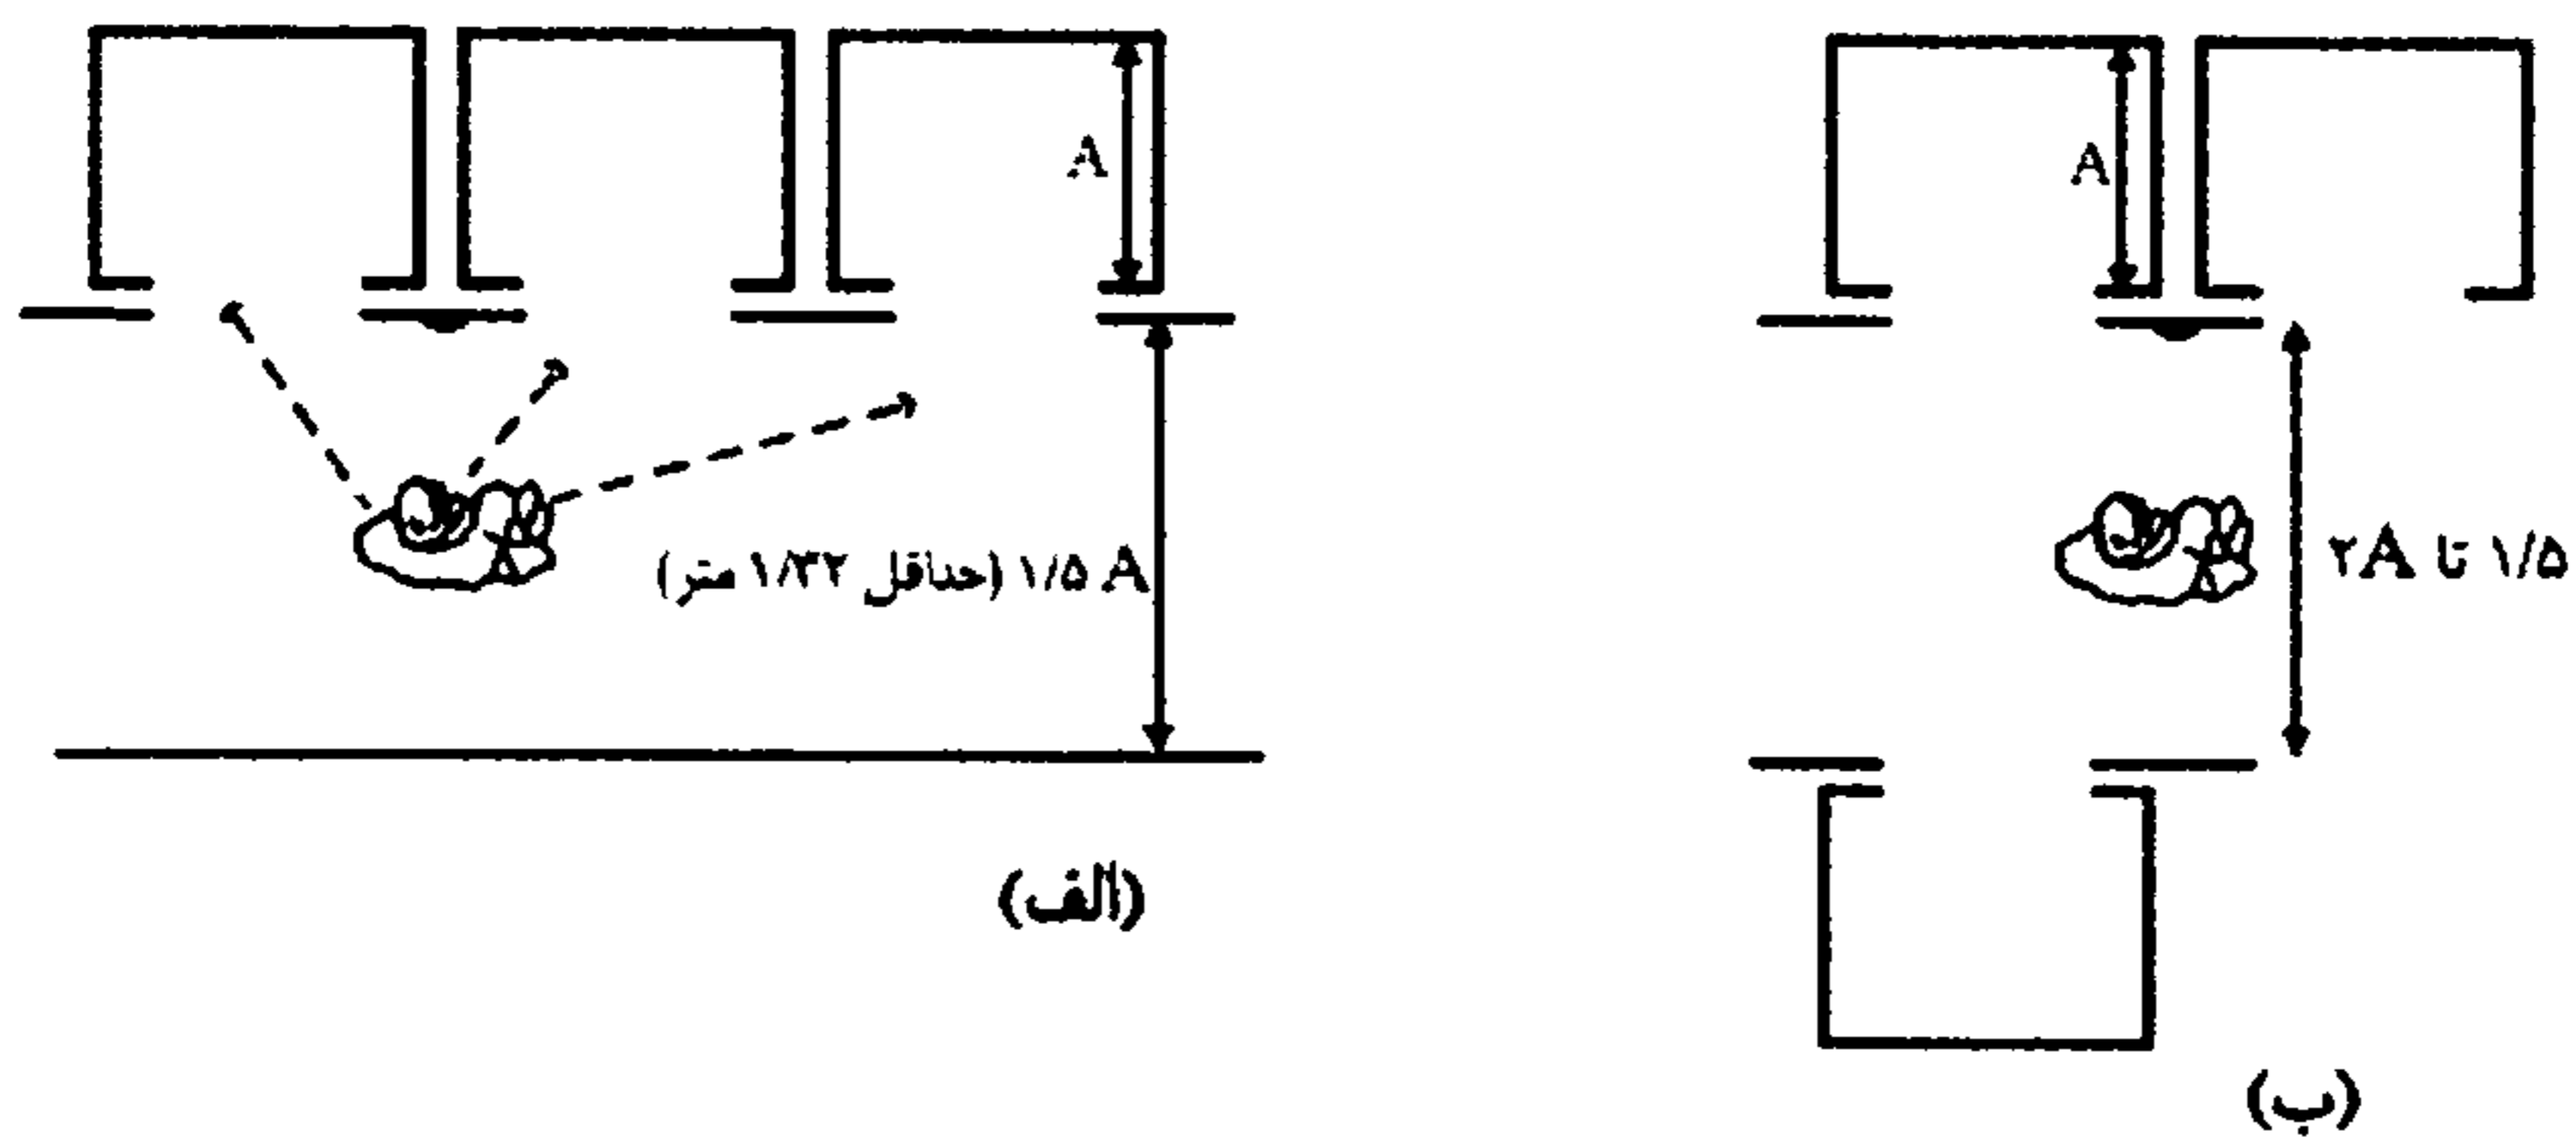 A
۱/۵ A (حداقل ۱/۳۲ متر)
(الف)
A
۱/۵ تا ۲A
(ب)